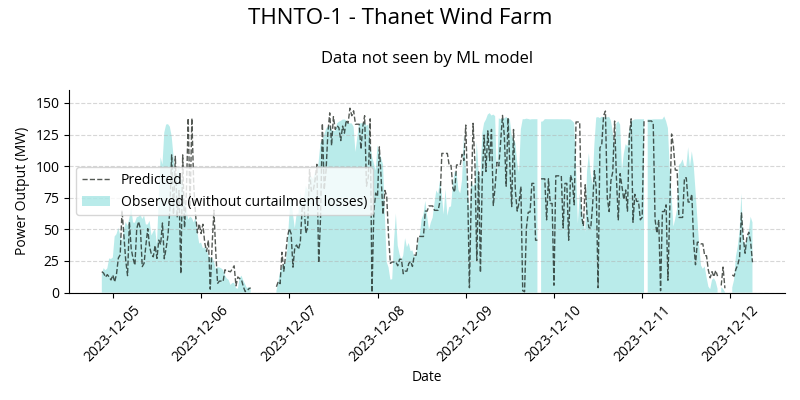 THNTO-1 - Thanet Wind Farm
Data not seen by ML model
Power Output (MW)
150
125
100
75
50
25
0
Predicted
Observed (without curtailment losses)
2023-12-05
2023-12-06
2023-12-07
2023-12-08
2023-12-09
2023-12-10
2023-12-11
2023-12-12
Date